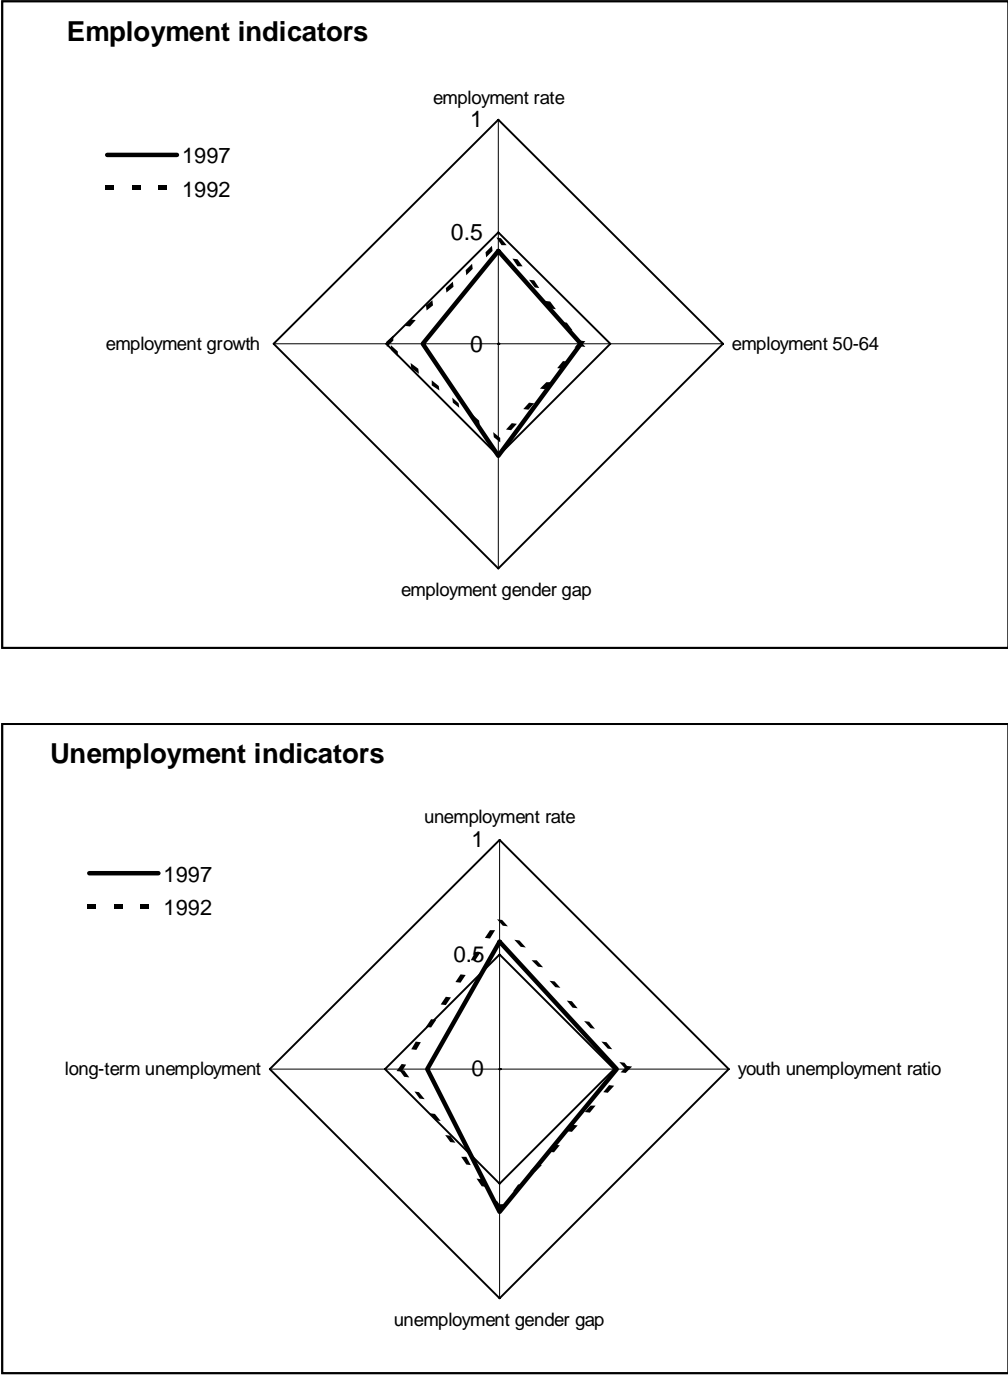 Employment indicators
employment rate
1
1997
1992
0.5
employment growth
0
employment 50-64
employment gender gap
Unemployment indicators
unemployment rate
1
1997
1992
0.5
long-term unemployment
0
youth unemployment ratio
unemployment gender gap